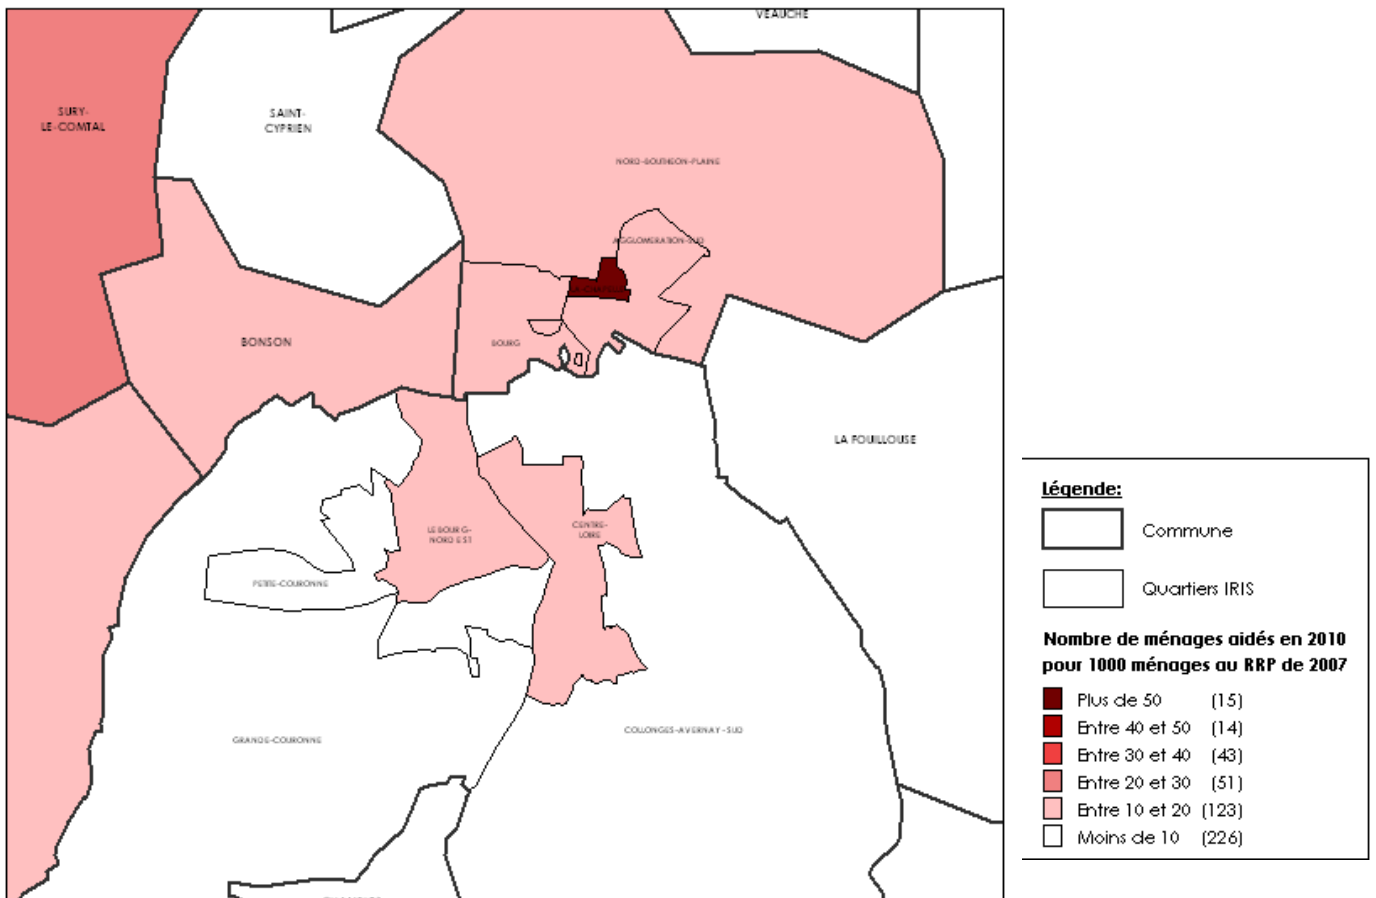 VEAUCHE
SURY-
LE-COMTAL
SAINT-
CYPRIEN
NORD-BOUTHEON-PLAINE
AGGLOMERATION-SUD
BONSON
BOURG
LA FOUILLOUSE
LE BOURG-
NORD EST
CENTRE-
LOIRE
PETITE-COURONNE
GRANDE-COURONNE
COLLONGES-AVERNAY-SUD
Légende:
Commune
Quartiers IRIS
Nombre de ménages aidés en 2010
pour 1000 ménages au RRP de 2007
Plus de 50 (15)
Entre 40 et 50 (14)
Entre 30 et 40 (43)
Entre 20 et 30 (51)
Entre 10 et 20 (123)
Moins de 10 (226)